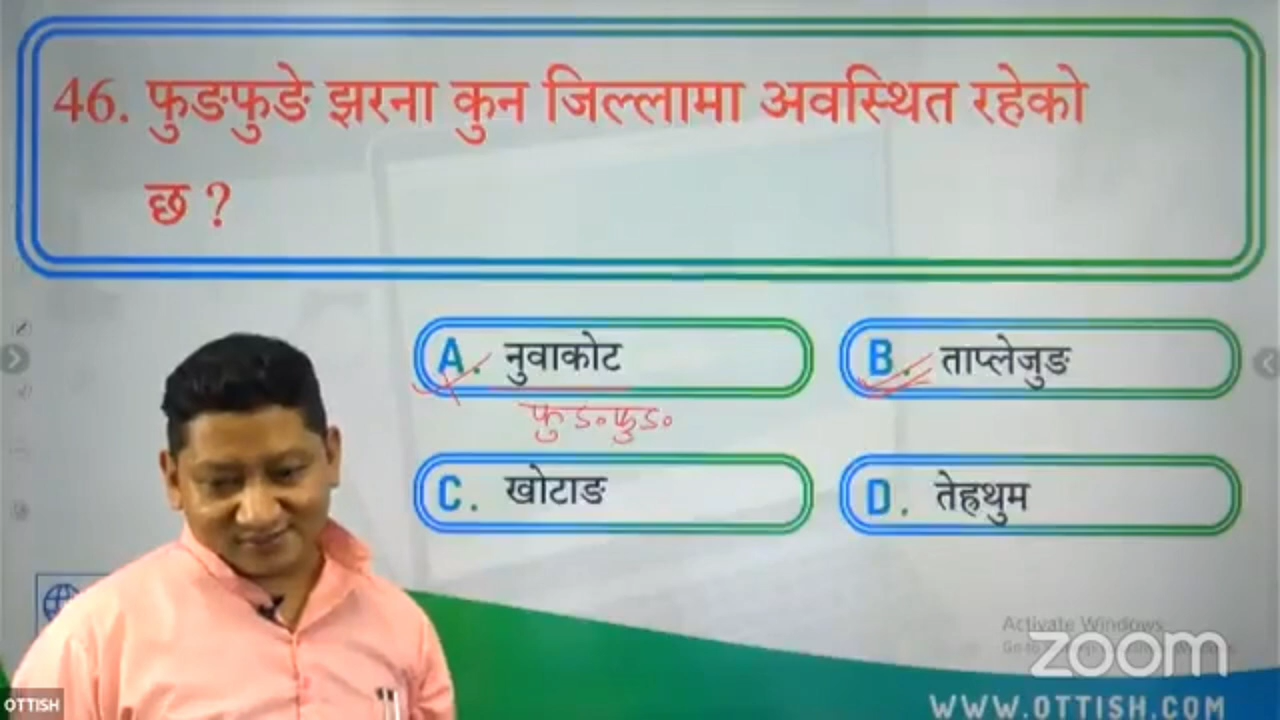 46. फुङफुङे झरना कुन जिल्लामा अवस्थित रहेको
छ ?
A. नुवाकोट
B. ताप्लेजुङ
फुङफुङ
C. खोटाङ
D. तेह्रथुम
Activate Windows
zoom
OTTISH
WWW.OTTISH.COM